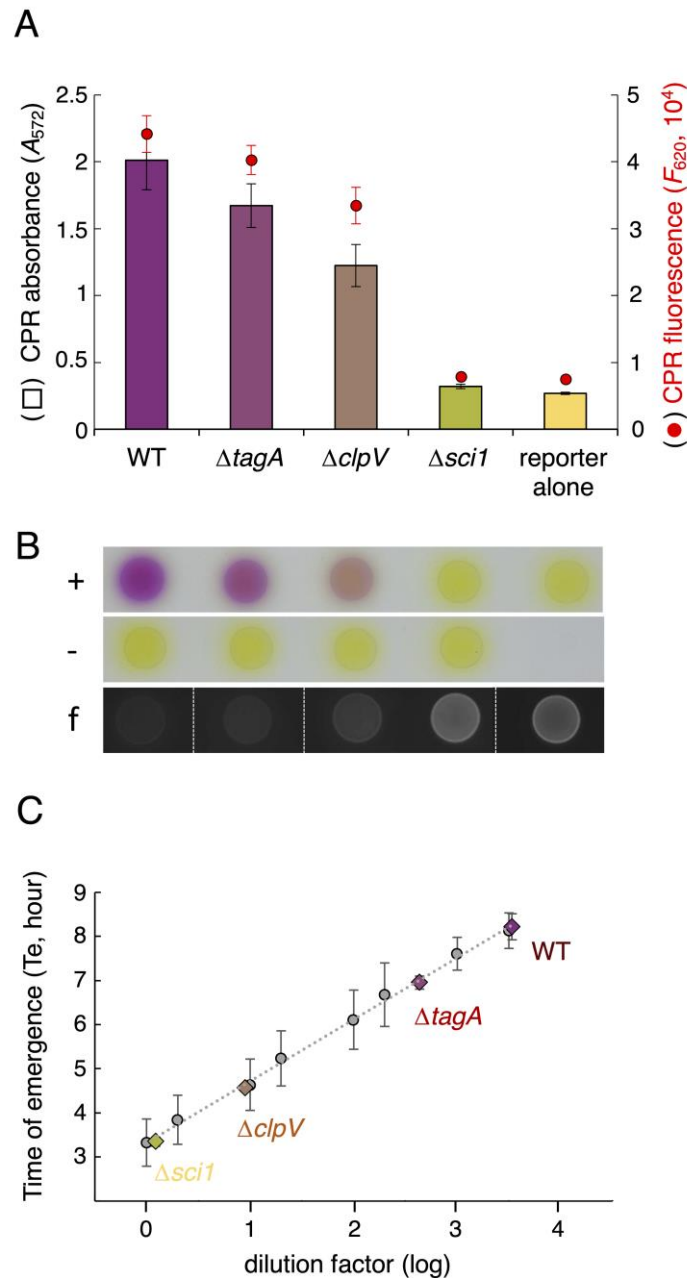 A
(□) CPR absorbance (A572)
2.5
2
1.5
1
0.5
0
5
4
3
2
1
0
(●) CPR fluorescence (F620, 10⁴)
WT
ΔtagA
ΔclpV
Δsci1
reporter
alone
B
+
-
f
C
Time of emergence (Te, hour)
9
8
7
6
5
4
3
WT
ΔtagA
ΔclpV
Δsci1
0
1
2
3
4
dilution factor (log)